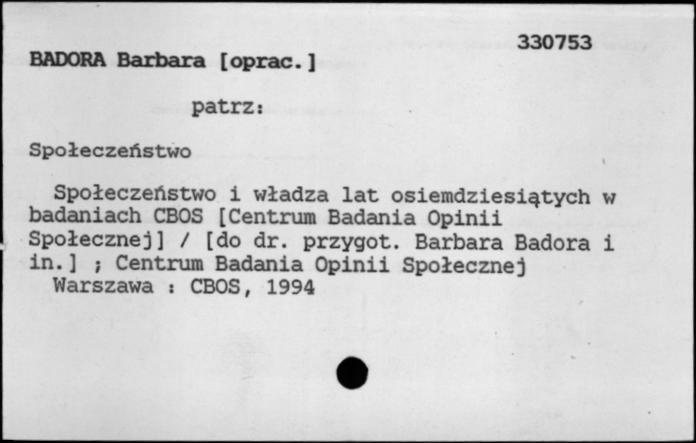 330753
BADORA Barbara [oprac.]
patrz:
Społeczeństwo
Społeczeństwo i władza lat osiemdziesiątych w
badaniach CBOS [Centrum Badania Opinii
Społecznej] / [do dr. przygot. Barbara Badora i
in.] ; Centrum Badania Opinii Społecznej
Warszawa : CBOS, 1994